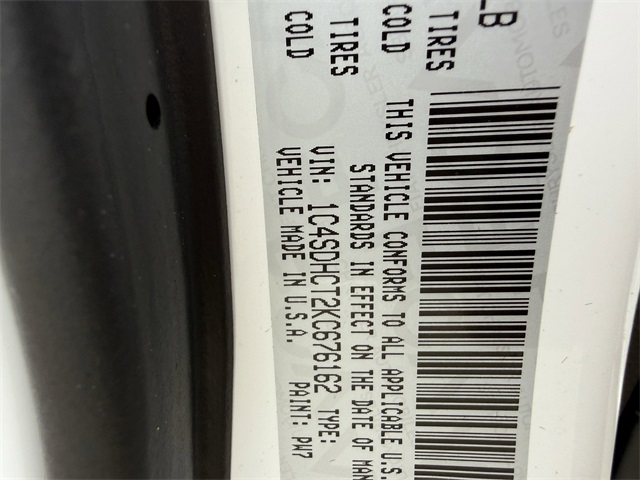 LB
TIRES COLD
TIRES COLD
THIS VEHICLE CONFORMS TO ALL APPLICABLE U.S.
STANDARDS IN EFFECT ON THE DATE OF MAN
VIN: 1C4SDHCT2KC676162 TYPE:
VEHICLE MADE IN U.S.A. PAINT: PW7